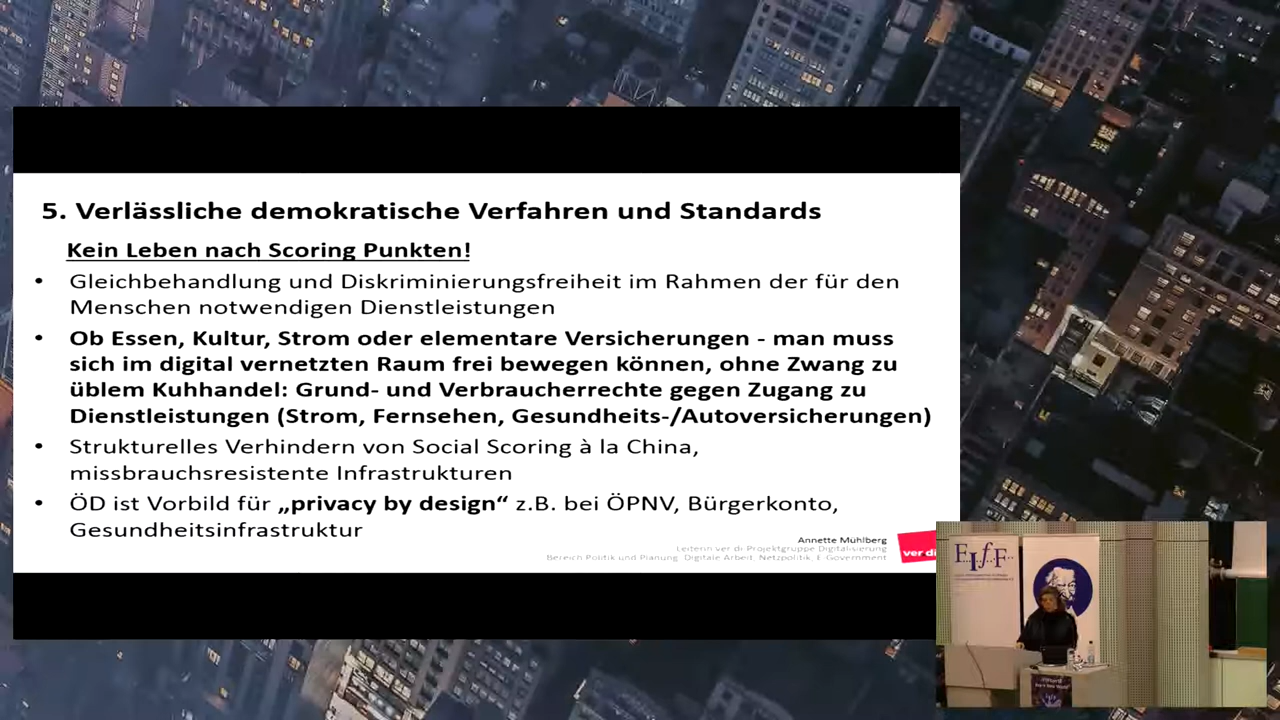 5. Verlässliche demokratische Verfahren und Standards
Kein Leben nach Scoring Punkten!
• Gleichbehandlung und Diskriminierungsfreiheit im Rahmen der für den
Menschen notwendigen Dienstleistungen
• Ob Essen, Kultur, Strom oder elementare Versicherungen - man muss
sich im digital vernetzten Raum frei bewegen können, ohne Zwang zu
üblem Kuhhandel: Grund- und Verbraucherrechte gegen Zugang zu
Dienstleistungen (Strom, Fernsehen, Gesundheits-/Autoversicherungen)
• Strukturelles Verhindern von Social Scoring à la China,
missbrauchsresistente Infrastrukturen
• ÖD ist Vorbild für „privacy by design“ z.B. bei ÖPNV, Bürgerkonto,
Gesundheitsinfrastruktur
Annette Mühlberg
Leiterin ver di Projektgruppe Digitalisierung
Bereich Politik und Planung, Digitale Arbeit, Netzpolitik, E Government
ver di
F..I.f.F..